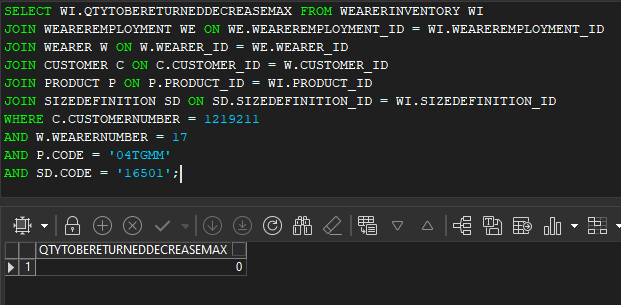 SELECT WI.QTYTOBERETURNEDDECREASEMAX FROM WEARERINVENTORY WI
JOIN WEAREREMPLOYMENT WE ON WE.WEAREREMPLOYMENT_ID = WI.WEAREREMPLOYMENT_ID
JOIN WEARER W ON W.WEARER_ID = WE.WEARER_ID
JOIN CUSTOMER C ON C.CUSTOMER_ID = W.CUSTOMER_ID
JOIN PRODUCT P ON P.PRODUCT_ID = WI.PRODUCT_ID
JOIN SIZEDEFINITION SD ON SD.SIZEDEFINITION_ID = WI.SIZEDEFINITION_ID
WHERE C.CUSTOMERNUMBER = 1219211
AND W.WEARERNUMBER = 17
AND P.CODE = '04TGMM'
AND SD.CODE = '16501';
QTYTOBERETURNEDDECREASEMAX
1 0